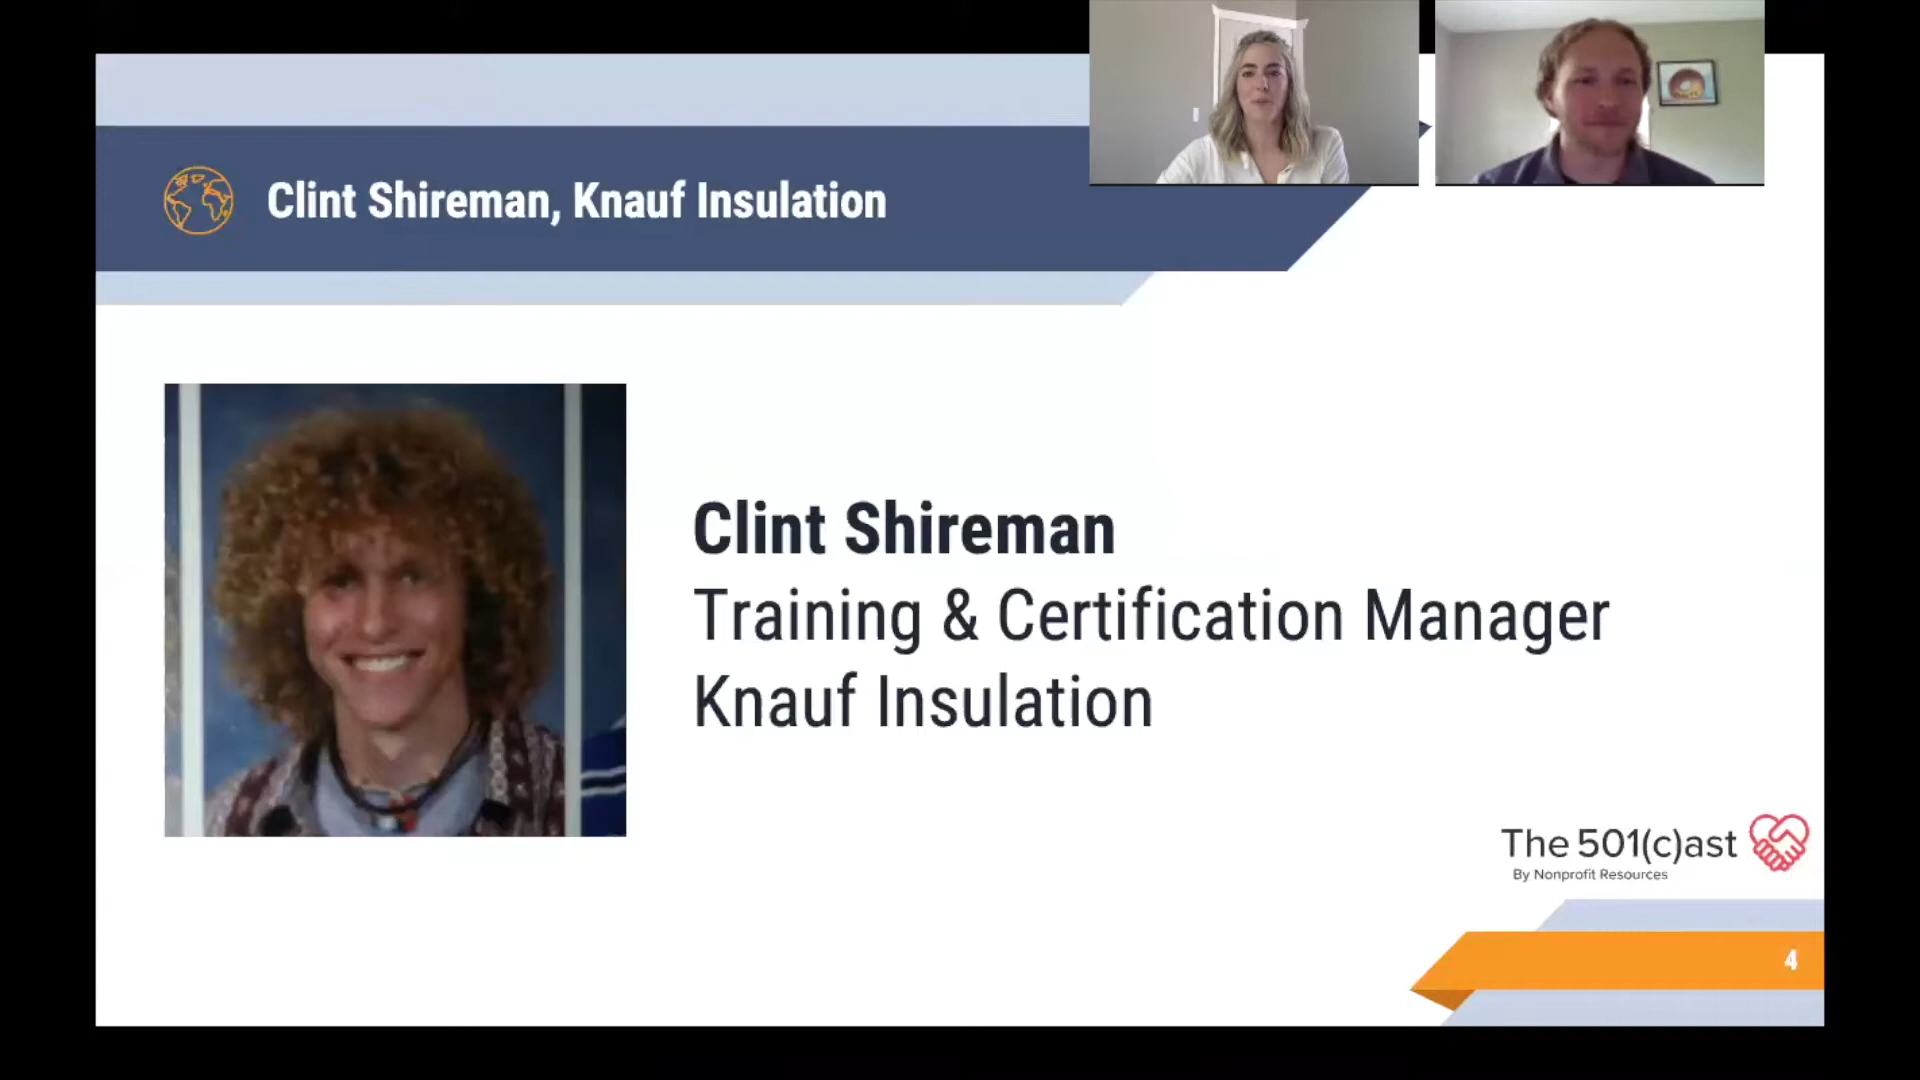 Clint Shireman, Knauf Insulation
Clint Shireman
Training & Certification Manager
Knauf Insulation
The 501(c)ast
By Nonprofit Resources
4